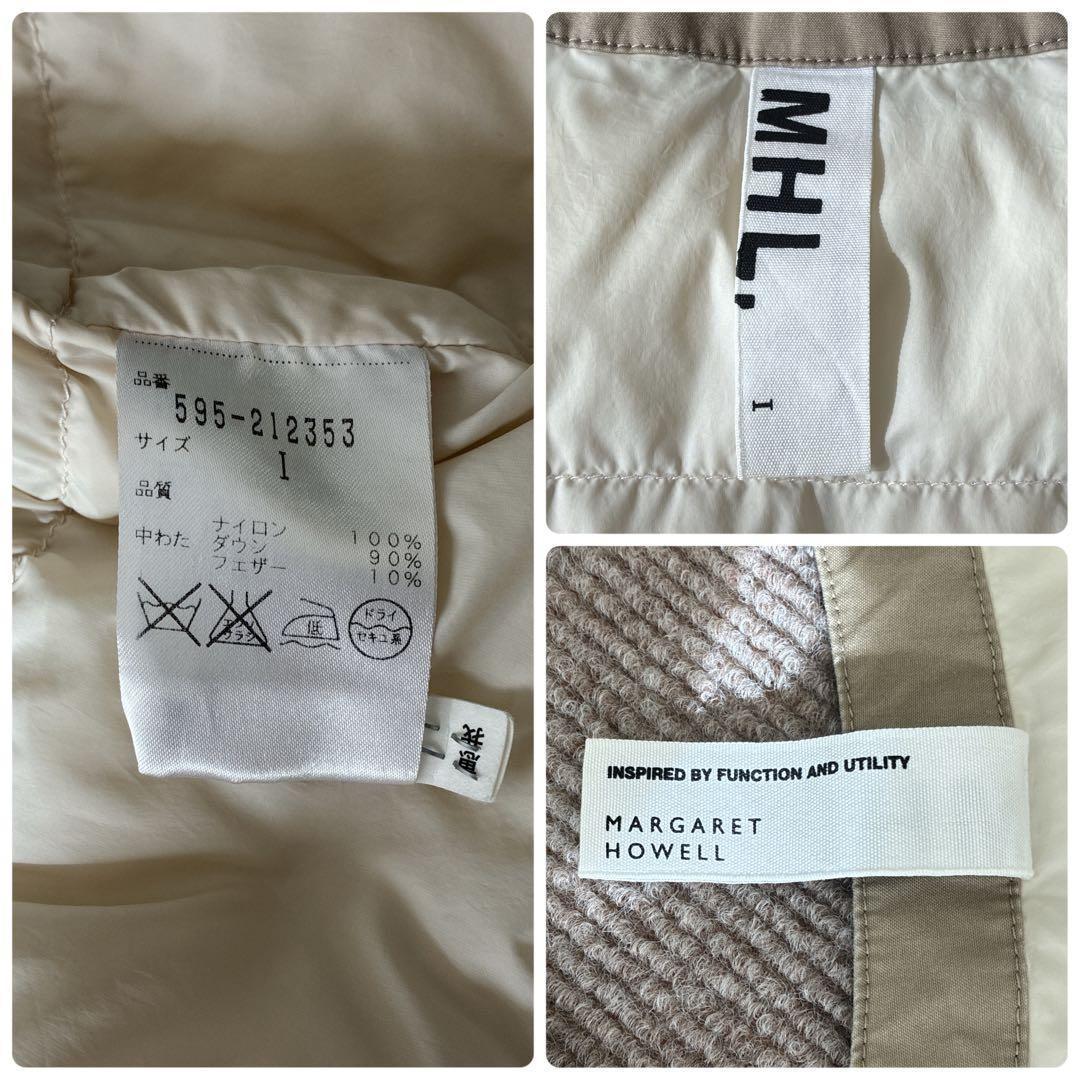 品番
595-212353
サイズ
I
品質
ナイロン 100%
中わた ダウン 90%
フェザー 10%
低
ドライ
セキユ系
MHL.
I
INSPIRED BY FUNCTION AND UTILITY
MARGARET
HOWELL